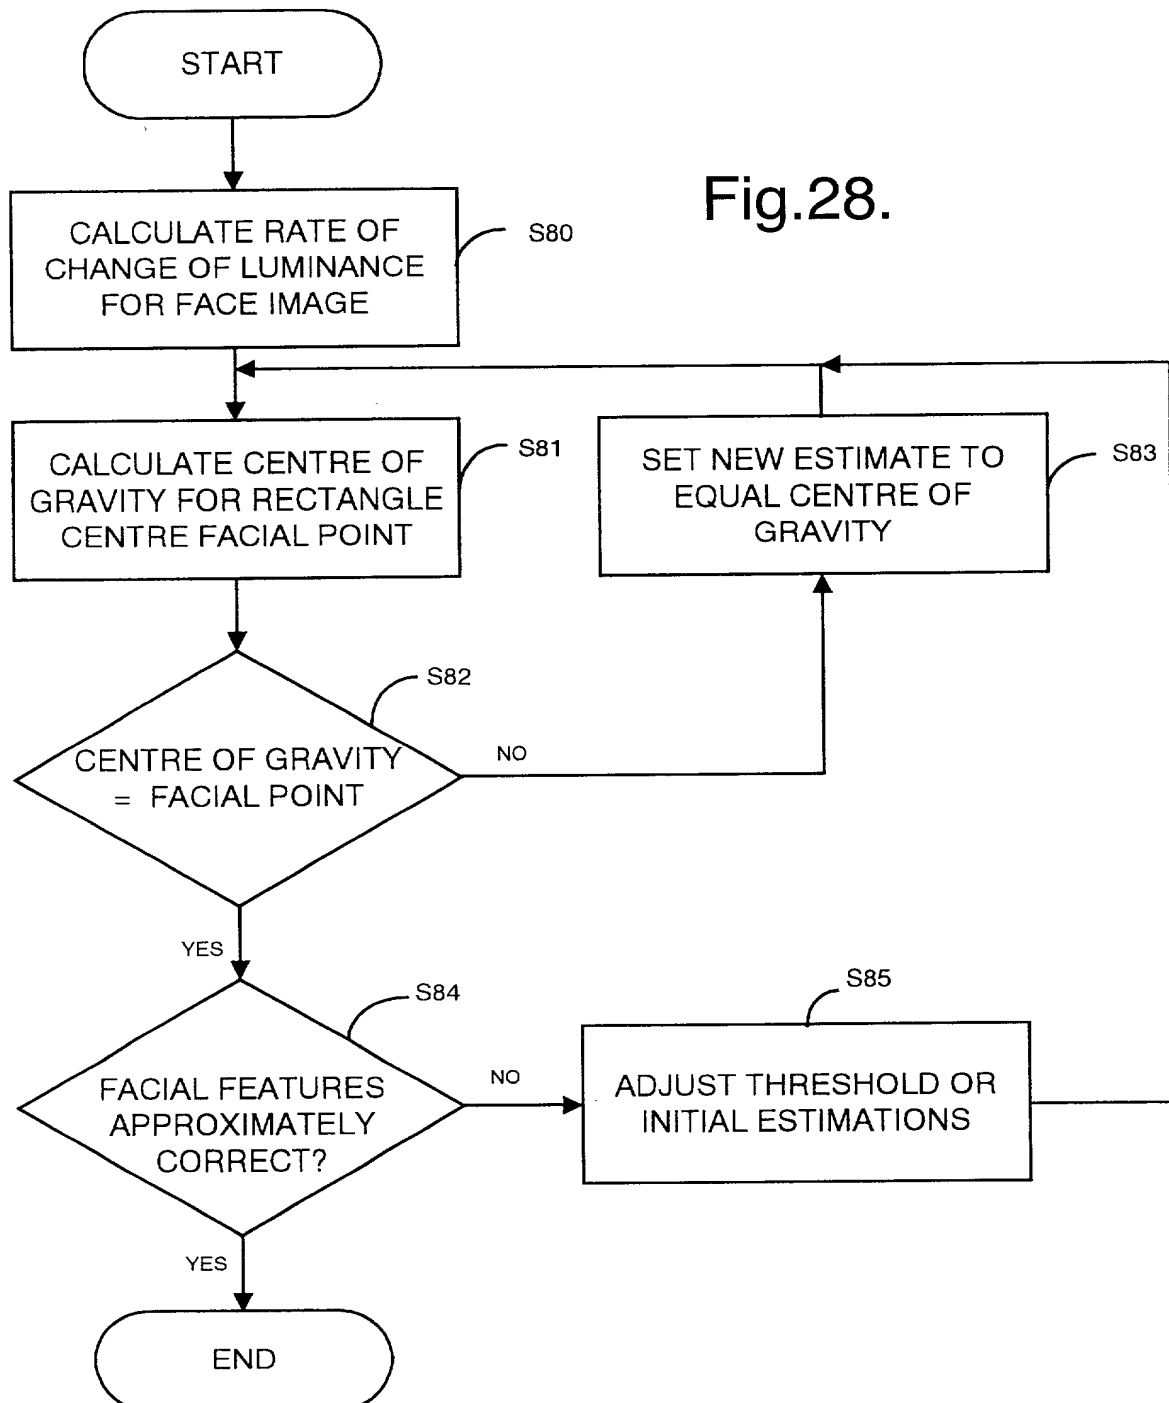 START
Fig.28.
CALCULATE RATE OF
CHANGE OF LUMINANCE
FOR FACE IMAGE
S80
CALCULATE CENTRE OF
GRAVITY FOR RECTANGLE
CENTRE FACIAL POINT
S81
SET NEW ESTIMATE TO
EQUAL CENTRE OF
GRAVITY
S83
S82
CENTRE OF GRAVITY
= FACIAL POINT
NO
YES
S84
FACIAL FEATURES
APPROXIMATELY
CORRECT?
NO
S85
ADJUST THRESHOLD OR
INITIAL ESTIMATIONS
YES
END